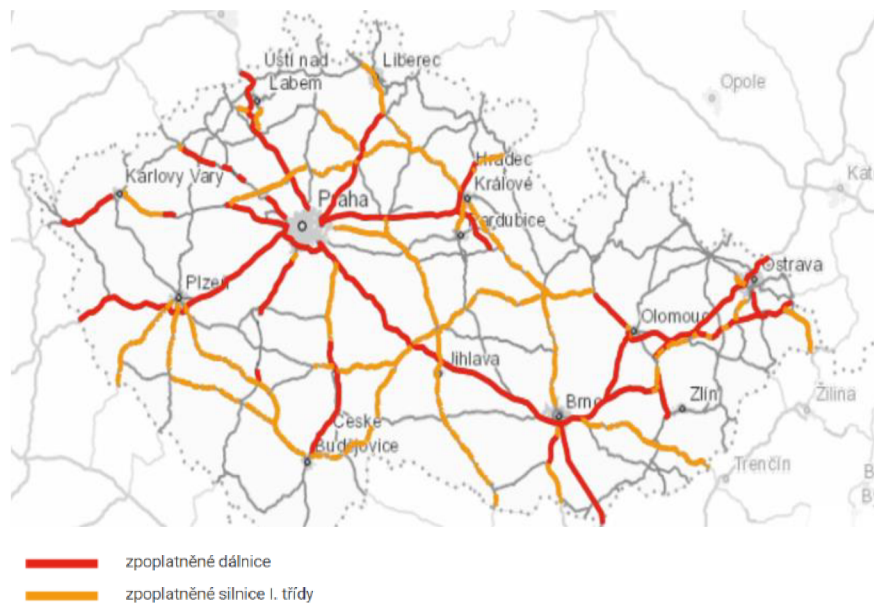 Ústí nad
Labem
Liberec
Opole
Karlovy Vary
Praha
Hradec
Králové
Pardubice
Plzeň
Ostrava
Olomouc
Jihlava
Brno
Zlín
Žilina
České
Budějovice
Trenčín
zpoplatněné dálnice
zpoplatněné silnice I. třídy